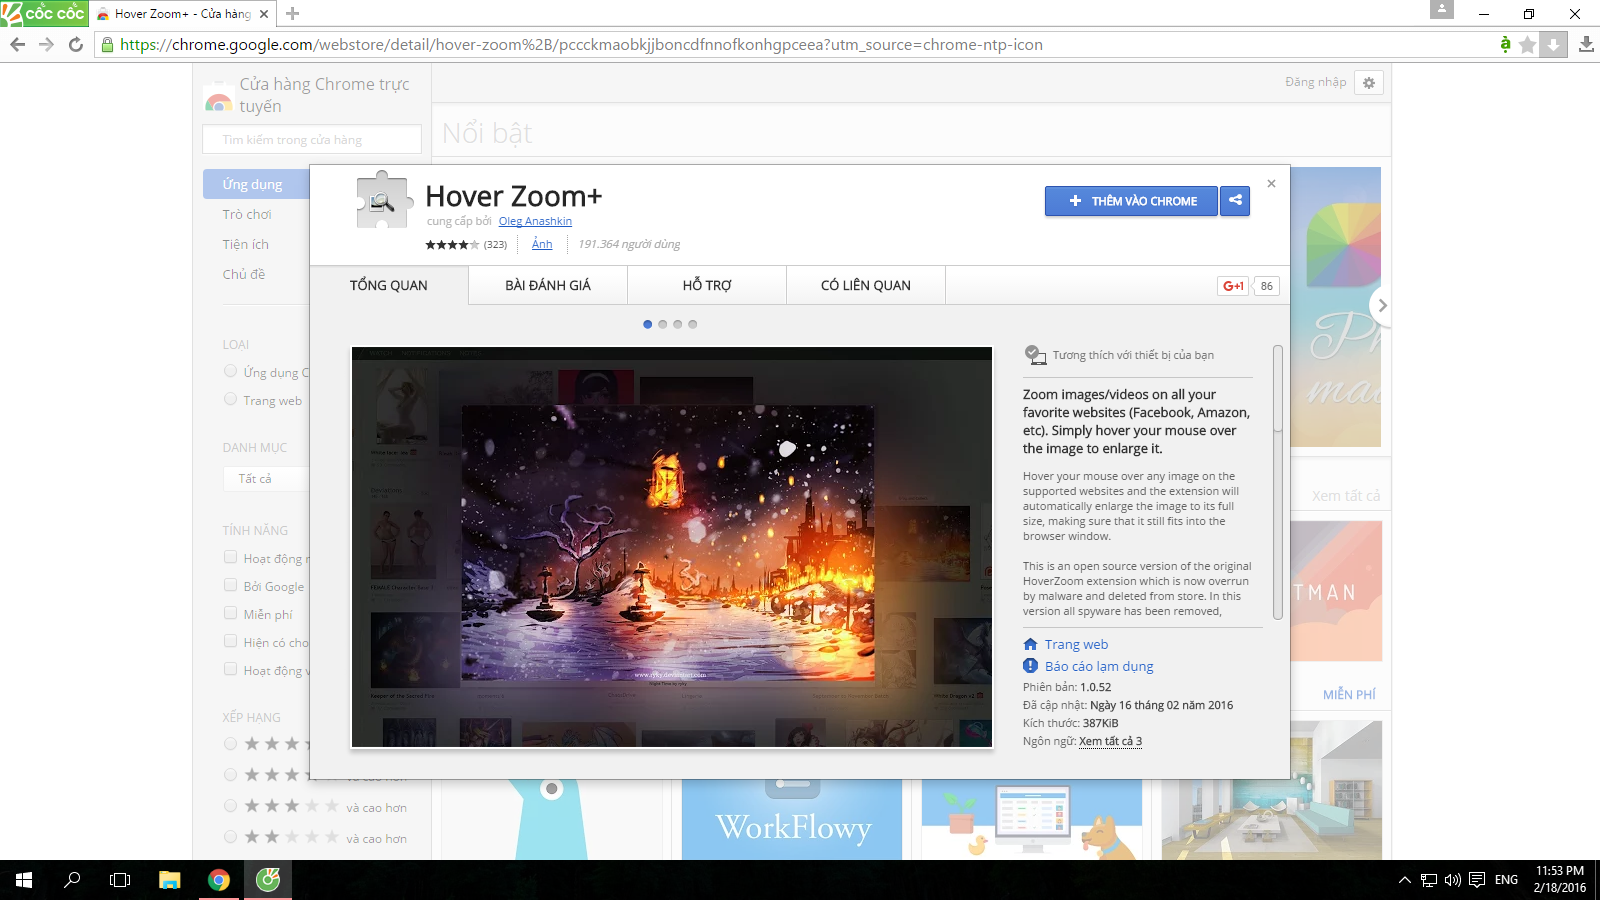 cốc cốc
Hover Zoom+ - Cửa hàng
https://chrome.google.com/webstore/detail/hover-zoom%2B/pccckmaobkjjboncdfnnofkonhgpceea?utm_source=chrome-ntp-icon
Cửa hàng Chrome trực
tuyến
Đăng nhập
Tìm kiếm trong cửa hàng
Nổi bật
Ứng dụng
Trò chơi
Tiện ích
Chủ đề
LOẠI
Ứng dụng C
Trang web
DANH MỤC
Tất cả
TÍNH NĂNG
Hoạt động n
Bởi Google
Miễn phí
Hiện có cho
Hoạt động v
XẾP HẠNG
và cao hơn
và cao hơn
và cao hơn
Hover Zoom+
cung cấp bởi Oleg Anashkin
(323)
Ảnh
191.364 người dùng
THÊM VÀO CHROME
TỔNG QUAN
BÀI ĐÁNH GIÁ
HỖ TRỢ
CÓ LIÊN QUAN
G+1
86
Tương thích với thiết bị của bạn
Zoom images/videos on all your
favorite websites (Facebook, Amazon,
etc). Simply hover your mouse over
the image to enlarge it.
Hover your mouse over any image on the
supported websites and the extension will
automatically enlarge the image to its full
size, making sure that it still fits into the
browser window.
This is an open source version of the original
HoverZoom extension which is now overrun
by malware and deleted from store. In this
version all spyware has been removed,
Trang web
Báo cáo lạm dụng
Phiên bản: 1.0.52
Đã cập nhật: Ngày 16 tháng 02 năm 2016
Kích thước: 387KiB
Ngôn ngữ: Xem tất cả 3
Keeper of the Sacred Fire
White Dragon v2
Xem tất cả
TMAN
MIỄN PHÍ
WorkFlowy
ENG
11:53 PM
2/18/2016